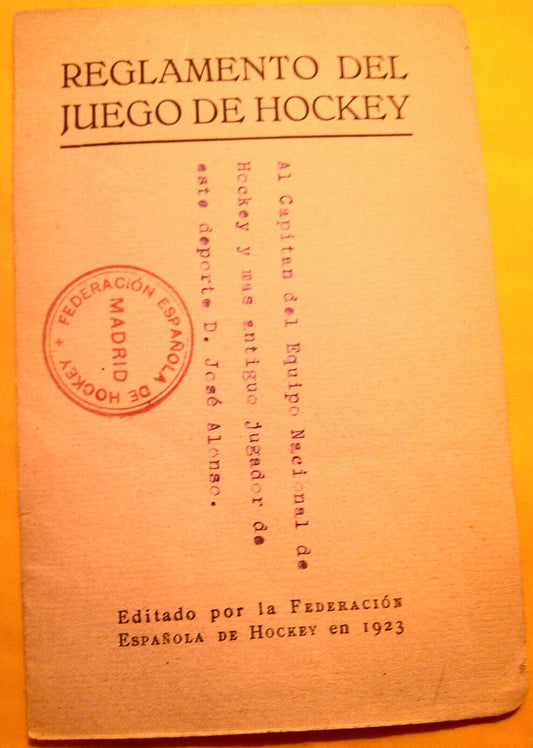 REGLAMENTO DEL
JUEGO DE HOCKEY
Al Capitan del Equipo Nacional de
Hockey y mas antiguo jugador de
este deporte D. José Alonso.
FEDERACIÓN ESPAÑOLA DE HOCKEY
MADRID
Editado por la FEDERACIÓN
ESPAÑOLA DE HOCKEY en 1923